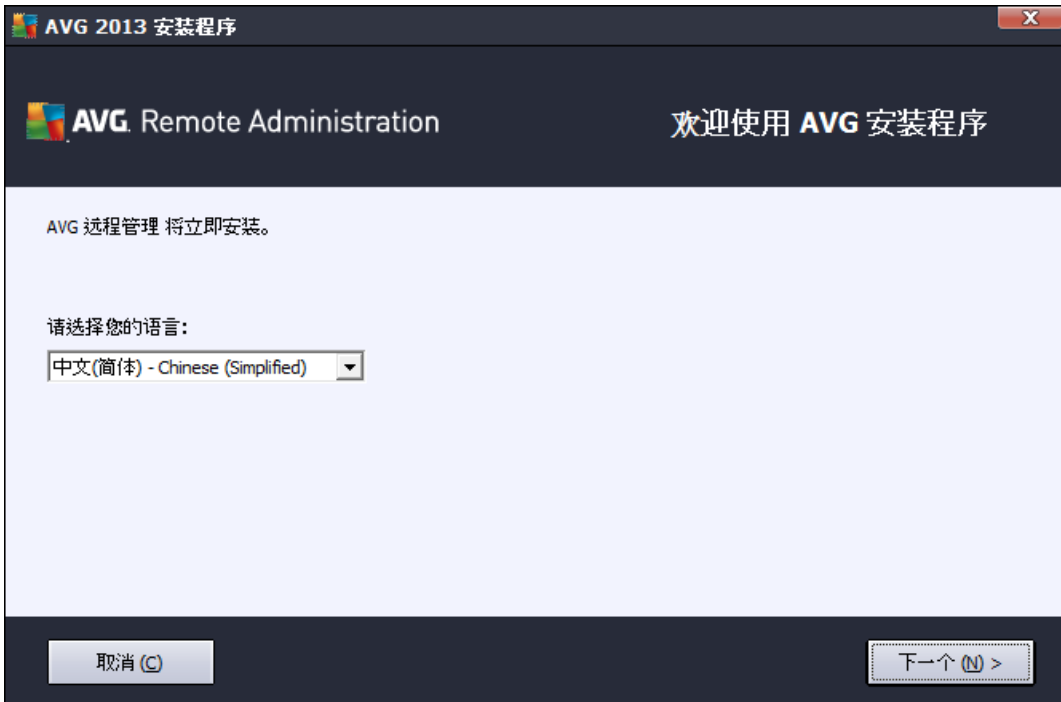 AVG 2013 安装程序
AVG. Remote Administration
欢迎使用 AVG 安装程序
AVG 远程管理 将立即安装。
请选择您的语言:
中文(简体) - Chinese (Simplified)
取消 (C)
下一个 (N) >